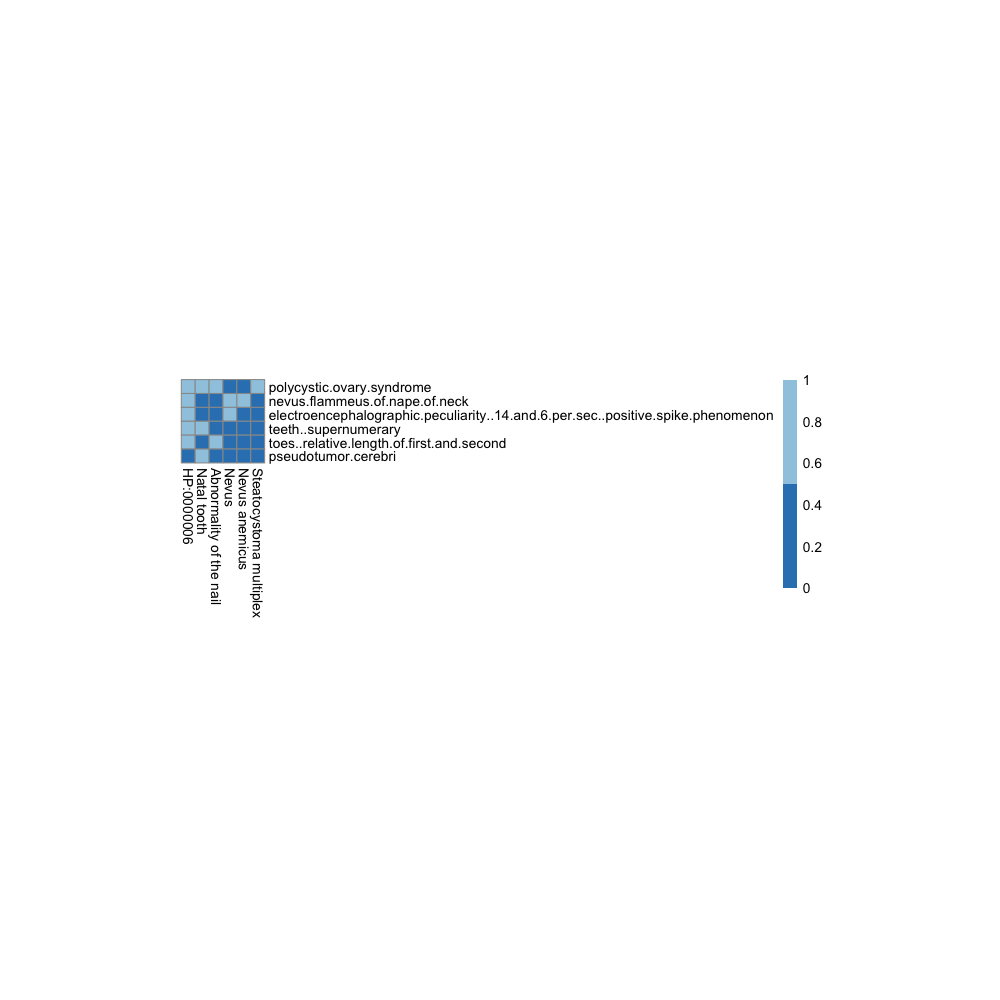 polycystic.ovary.syndrome
nevus.flammeus.of.nape.of.neck
electroencephalographic.peculiarity..14.and.6.per.sec..positive.spike.phenomenon
teeth..supernumerary
toes..relative.length.of.first.and.second
pseudotumor.cerebri
HP:0000006
Natal tooth
Abnormality of the nail
Nevus
Nevus anemicus
Steatocystoma multiplex
1
0.8
0.6
0.4
0.2
0